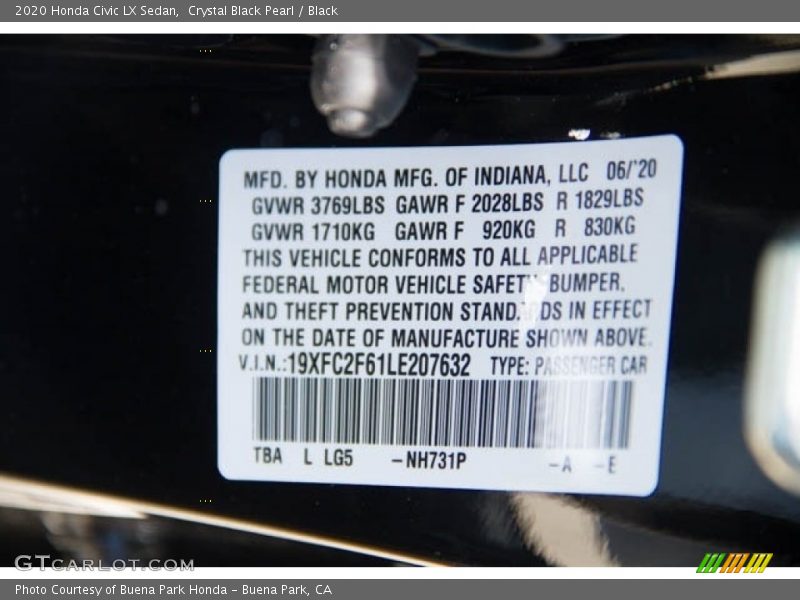 2020 Honda Civic LX Sedan, Crystal Black Pearl / Black
MFD. BY HONDA MFG. OF INDIANA, LLC 06/'20
GVWR 3769LBS GAWR F 2028LBS R 1829LBS
GVWR 1710KG GAWR F 920KG R 830KG
THIS VEHICLE CONFORMS TO ALL APPLICABLE
FEDERAL MOTOR VEHICLE SAFETY BUMPER,
AND THEFT PREVENTION STANDARDS IN EFFECT
ON THE DATE OF MANUFACTURE SHOWN ABOVE.
V.I.N.:19XFC2F61LE207632 TYPE: PASSENGER CAR
TBA L LG5 -NH731P -A -E
GTCARLOT.COM
Photo Courtesy of Buena Park Honda - Buena Park, CA